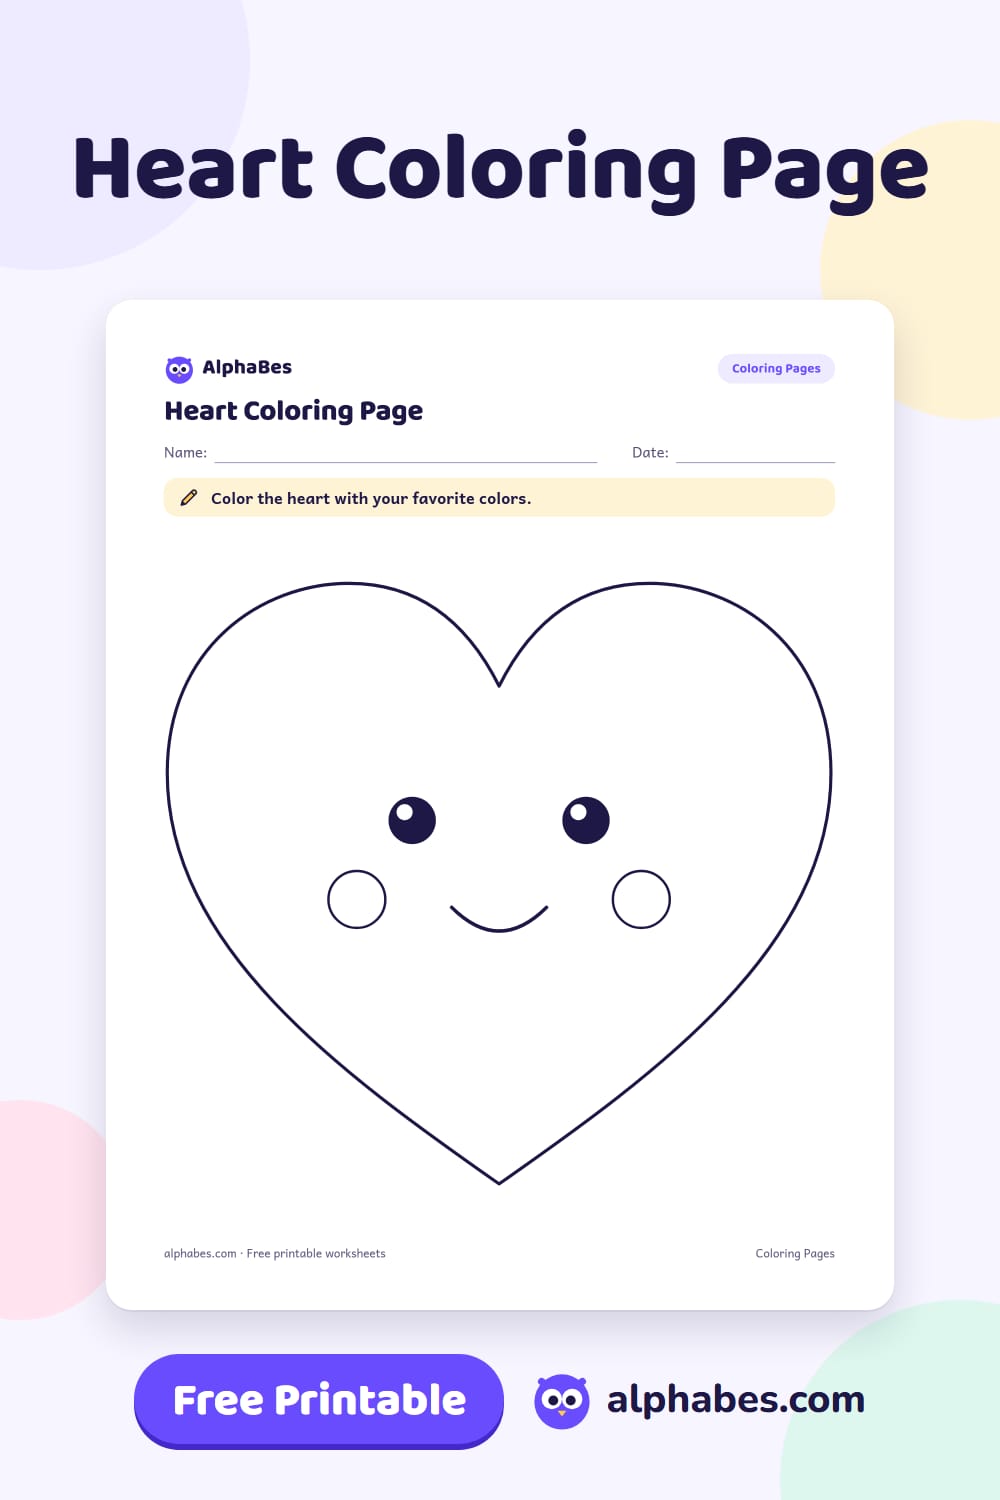 Heart Coloring Page
AlphaBes
Coloring Pages
Heart Coloring Page
Name:
Date:
Color the heart with your favorite colors.
alphabes.com · Free printable worksheets
Coloring Pages
Free Printable
alphabes.com